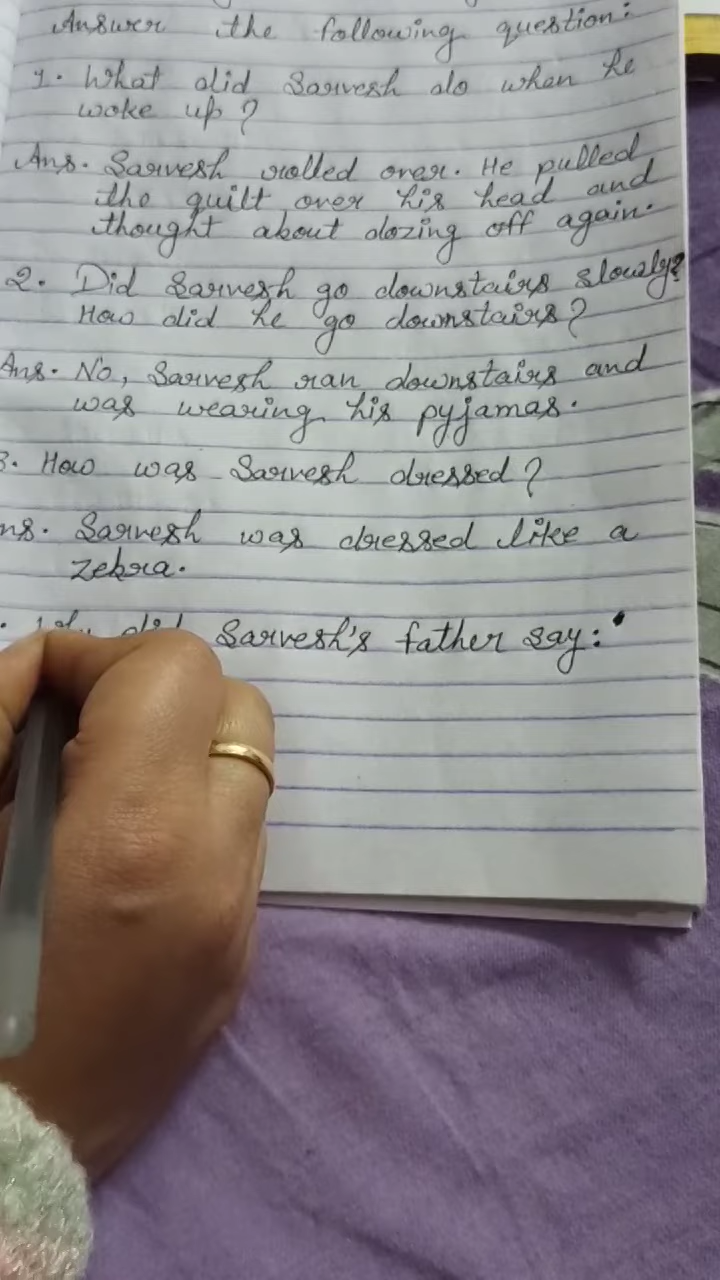 Answer the following question:
1. What did Sarvesh do when he
woke up?
Ans. Sarvesh rolled over. He pulled
the quilt over his head and
thought about dozing off again.
2. Did Sarvesh go downstairs slowly?
How did he go downstairs?
Ans. No, Sarvesh ran downstairs and
was wearing his pyjamas.
3. How was Sarvesh dressed?
ns. Sarvesh was dressed like a
zebra.
did Sarvesh's father say:'